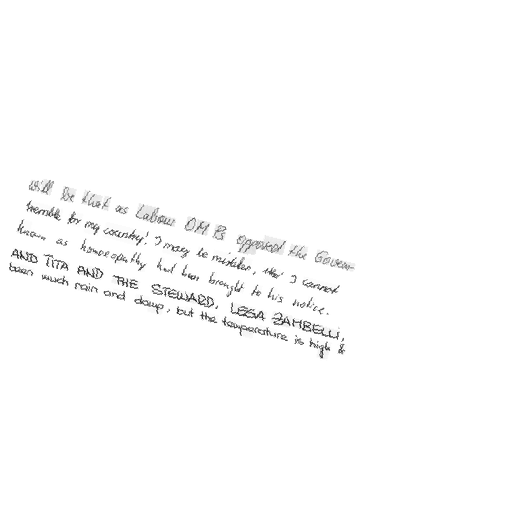 will be that as Labour OM B opposed the Govern-
tremble for my country! I may be mistaken, tho' I cannot
known as homoeopathy had been brought to his notice.
AND TITA AND THE STEWARD, LEGA ZAMBELLI,
been much rain and damp, but the temperature is high &